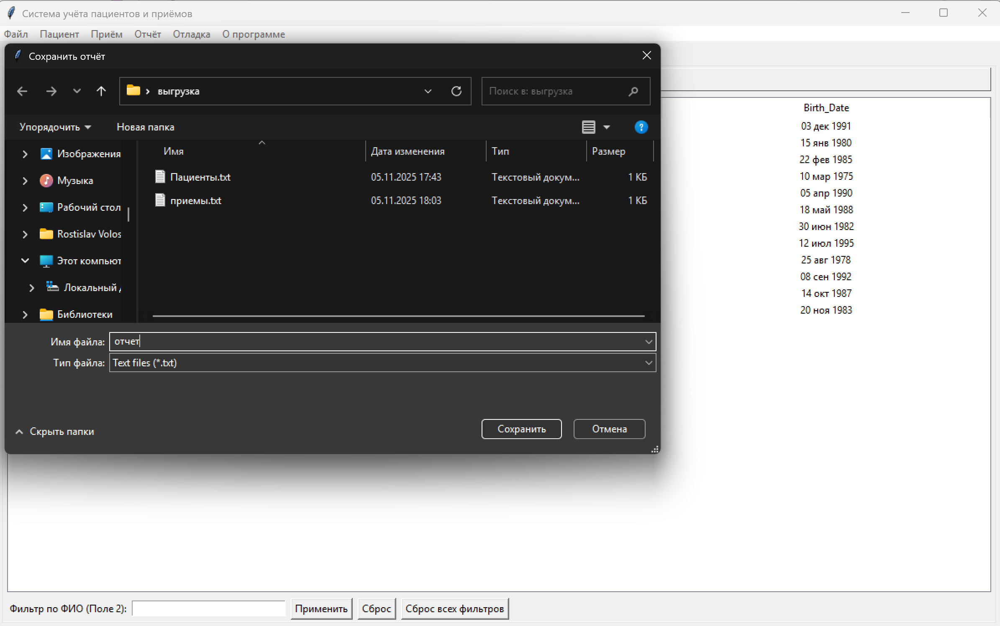 Система учёта пациентов и приёмов
Файл Пациент Приём Отчёт Отладка О программе
Сохранить отчёт
выгрузка
Поиск в: выгрузка
Упорядочить Новая папка
Имя Дата изменения Тип Размер
Изображения
Музыка
Рабочий стол
Rostislav Volos
Этот компьют
Локальный
Библиотеки
Пациенты.txt 05.11.2025 17:43 Текстовый докум... 1 КБ
приемы.txt 05.11.2025 18:03 Текстовый докум... 1 КБ
Имя файла: отчет
Тип файла: Text files (*.txt)
Скрыть папки
Сохранить Отмена
Birth_Date
03 дек 1991
15 янв 1980
22 фев 1985
10 мар 1975
05 апр 1990
18 май 1988
30 июн 1982
12 июл 1995
25 авг 1978
08 сен 1992
14 окт 1987
20 ноя 1983
Фильтр по ФИО (Поле 2): Применить Сброс Сброс всех фильтров